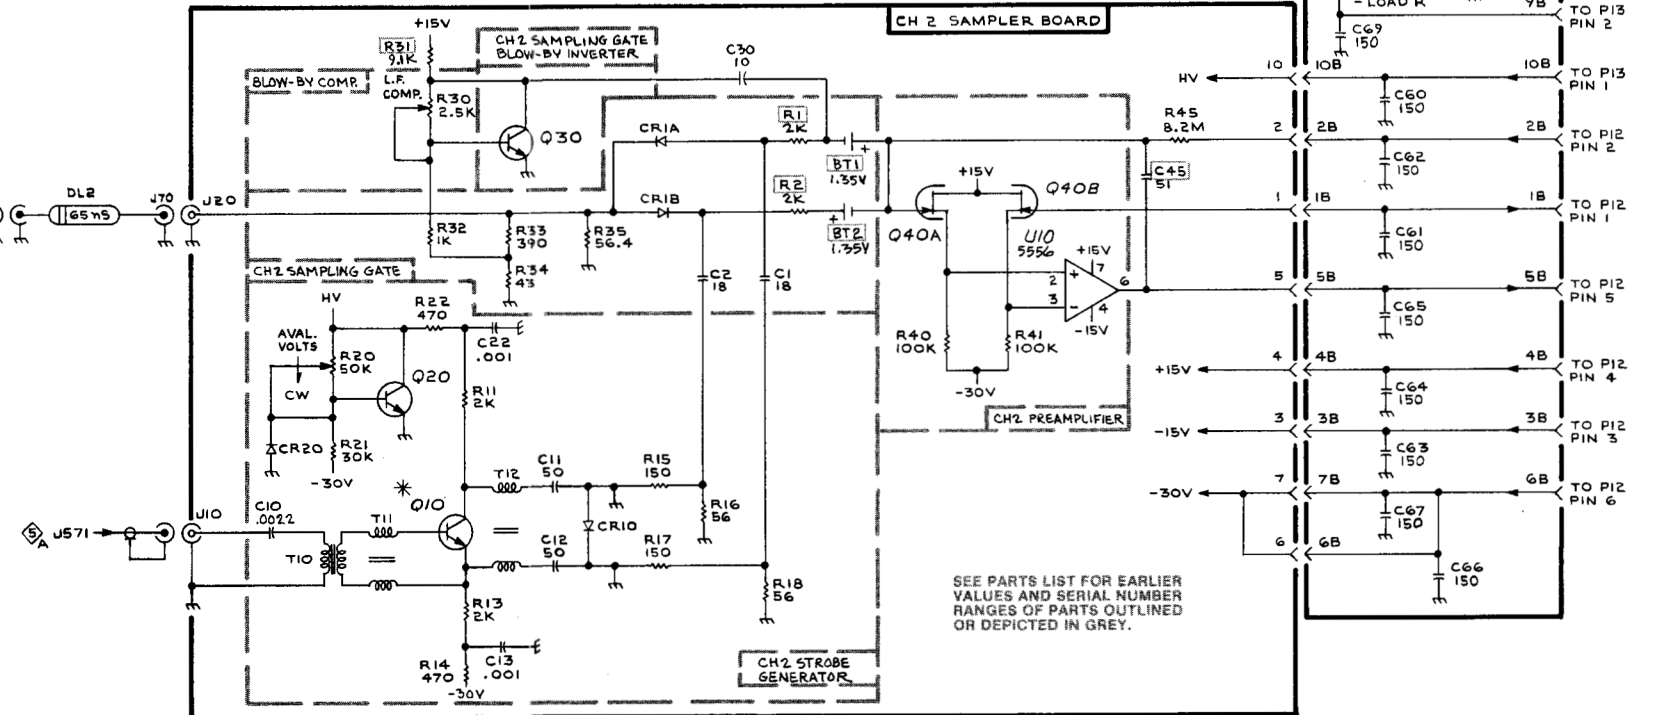 CH 2 SAMPLER BOARD
+15V
R31
9.1K
L.F.
COMP.
CH2 SAMPLING GATE
BLOW-BY INVERTER
BLOW-BY COMP.
R30
2.5K
Q30
C30
10
CR1A
R1
2K
BT1
1.35V
CR1B
R2
2K
BT2
1.35V
DL2
65 nS
J70
J20
R32
1K
R33
390
R34
43
R35
56.4
C2
18
C1
18
CH2 SAMPLING GATE
HV
R22
470
C22
.001
AVAL.
VOLTS
CW
R20
50K
Q20
R11
2K
CR20
R21
30K
-30V
J10
C10
.0022
T10
T11
Q10
T12
C11
50
R15
150
R16
56
CR10
C12
50
R17
150
R18
56
R13
2K
C13
.001
R14
470
-30V
5
A
J571
CH2 STROBE
GENERATOR
+15V
Q40B
Q40A
U10
5556
+15V
7
+
2
3
-
6
4
-15V
R40
100K
R41
100K
-30V
CH2 PREAMPLIFIER
R45
8.2M
C45
51
SEE PARTS LIST FOR EARLIER
VALUES AND SERIAL NUMBER
RANGES OF PARTS OUTLINED
OR DEPICTED IN GREY.
- LOAD R
9B
TO P13
PIN 2
C69
150
HV
10
10B
10B
TO P13
PIN 1
C60
150
2
2B
2B
TO P12
PIN 2
C62
150
1
1B
1B
TO P12
PIN 1
C61
150
5
5B
5B
TO P12
PIN 5
C65
150
+15V
4
4B
4B
TO P12
PIN 4
C64
150
-15V
3
3B
3B
TO P12
PIN 3
C63
150
-30V
7
7B
6B
TO P12
PIN 6
C67
150
6
6B
C66
150